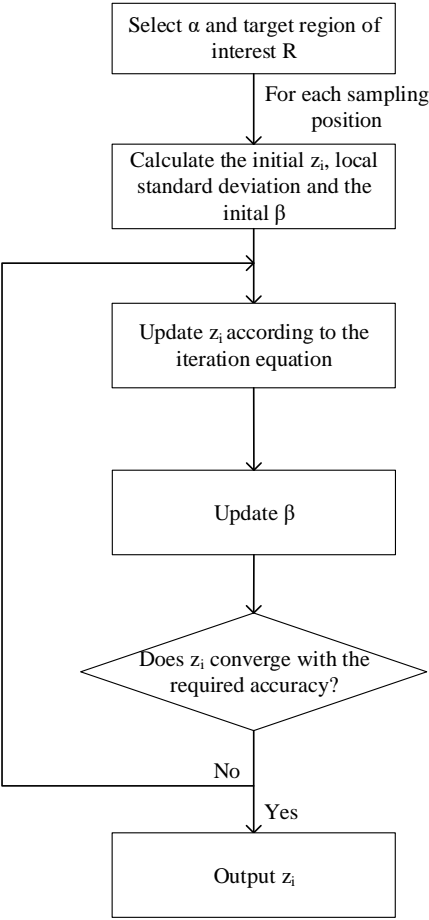 Select α and target region of
interest R
For each sampling
position
Calculate the initial zᵢ, local
standard deviation and the
inital β
Update zᵢ according to the
iteration equation
Update β
Does zᵢ converge with the
required accuracy?
No
Yes
Output zᵢ